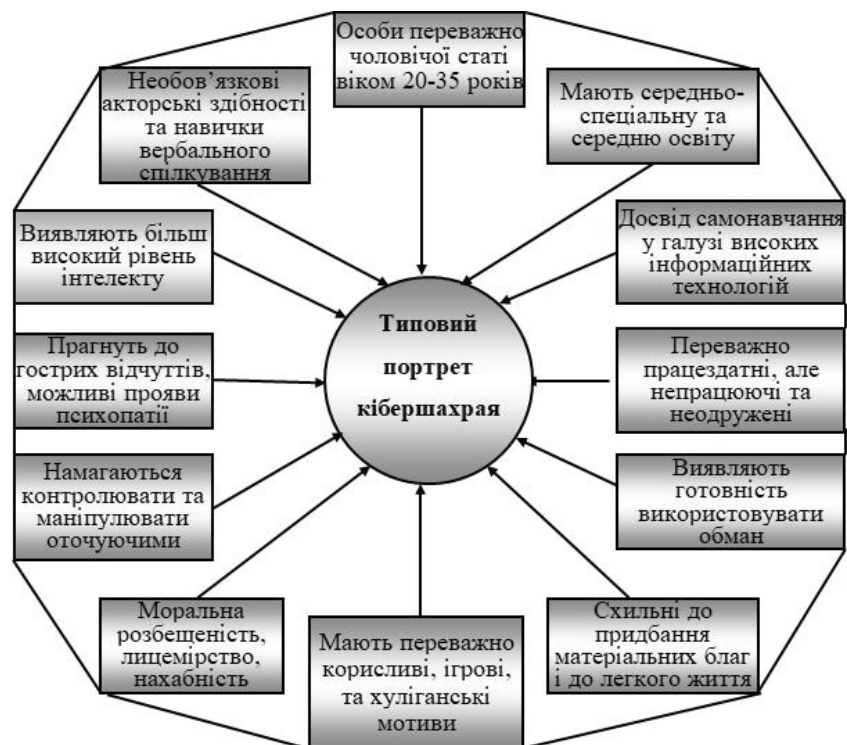 Особи переважно
чоловічої статі
віком 20-35 років
Мають середньо-
спеціальну та
середню освіту
Досвід самонавчання
у галузі високих
інформаційних
технологій
Переважно
працездатні, але
непрацюючі та
неодружені
Виявляють
готовність
використовувати
обман
Схильні до
придбання
матеріальних благ
і до легкого життя
Мають переважно
корисливі, ігрові,
та хуліганські
мотиви
Моральна
розбещеність,
лицемірство,
нахабність
Намагаються
контролювати та
маніпулювати
оточуючими
Прагнуть до
гострих відчуттів,
можливі прояви
психопатії
Виявляють більш
високий рівень
інтелекту
Необов’язкові
акторські здібності
та навички
вербального
спілкування
Типовий
портрет
кібершахрая